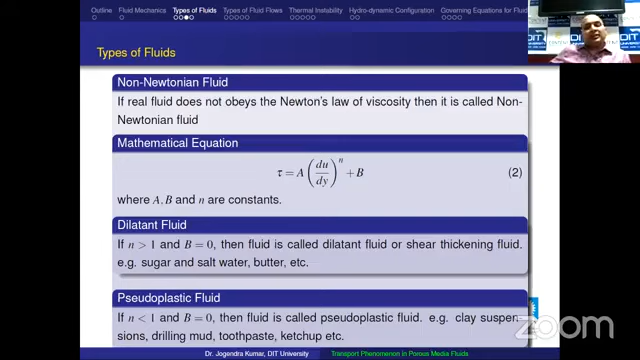 Outline Fluid Mechanics Types of Fluids Types of Fluid Flows Thermal Instability Hydro-dynamic Configuration Governing Equations for Fluid
Types of Fluids
Non-Newtonian Fluid
If real fluid does not obeys the Newton's law of viscosity then it is called Non-
Newtonian fluid
Mathematical Equation
τ = A (du/dy)^n + B (2)
where A, B and n are constants.
Dilatant Fluid
If n > 1 and B = 0, then fluid is called dilatant fluid or shear thickening fluid.
e.g. sugar and salt water, butter, etc.
Pseudoplastic Fluid
If n < 1 and B = 0, then fluid is called pseudoplastic fluid. e.g. clay suspen-
sions, drilling mud, toothpaste, ketchup etc.
zoom
Dr. Jogendra Kumar, DIT University Transport Phenomenon in Porous Media Fluids